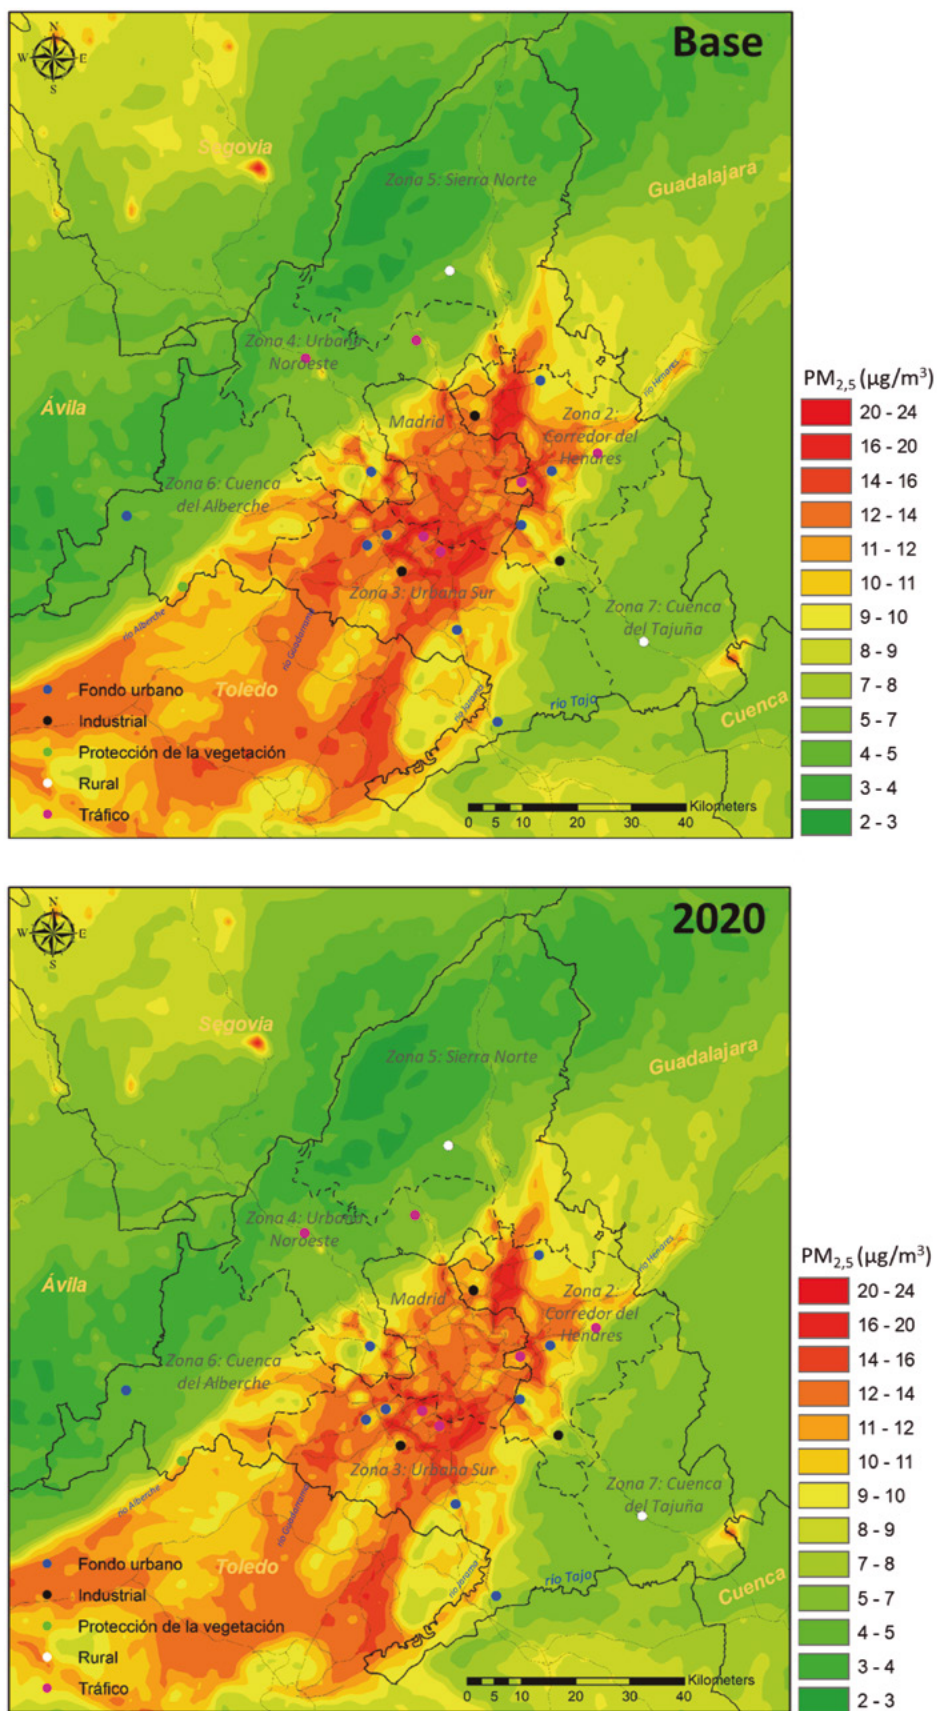 Base
N
W E
S
Segovia
Zona 5: Sierra Norte
Guadalajara
Zona 4: Urbana
Noroeste
río Henares
Ávila
Madrid
Zona 2:
Corredor del
Henares
Zona 6: Cuenca
del Alberche
Zona 3: Urbana Sur
Zona 7: Cuenca
del Tajuña
río Alberche
río Guadarrama
Toledo
río Jarama
río Tajo
Cuenca
Fondo urbano
Industrial
Protección de la vegetación
Rural
Tráfico
Kilometers
0 5 10 20 30 40
PM2,5 (µg/m³)
20 - 24
16 - 20
14 - 16
12 - 14
11 - 12
10 - 11
9 - 10
8 - 9
7 - 8
5 - 7
4 - 5
3 - 4
2 - 3
2020
N
W E
S
Segovia
Zona 5: Sierra Norte
Guadalajara
Zona 4: Urbana
Noroeste
río Henares
Ávila
Madrid
Zona 2:
Corredor del
Henares
Zona 6: Cuenca
del Alberche
Zona 3: Urbana Sur
Zona 7: Cuenca
del Tajuña
río Alberche
río Guadarrama
Toledo
río Jarama
río Tajo
Cuenca
Fondo urbano
Industrial
Protección de la vegetación
Rural
Tráfico
Kilometers
0 5 10 20 30 40
PM2,5 (µg/m³)
20 - 24
16 - 20
14 - 16
12 - 14
11 - 12
10 - 11
9 - 10
8 - 9
7 - 8
5 - 7
4 - 5
3 - 4
2 - 3